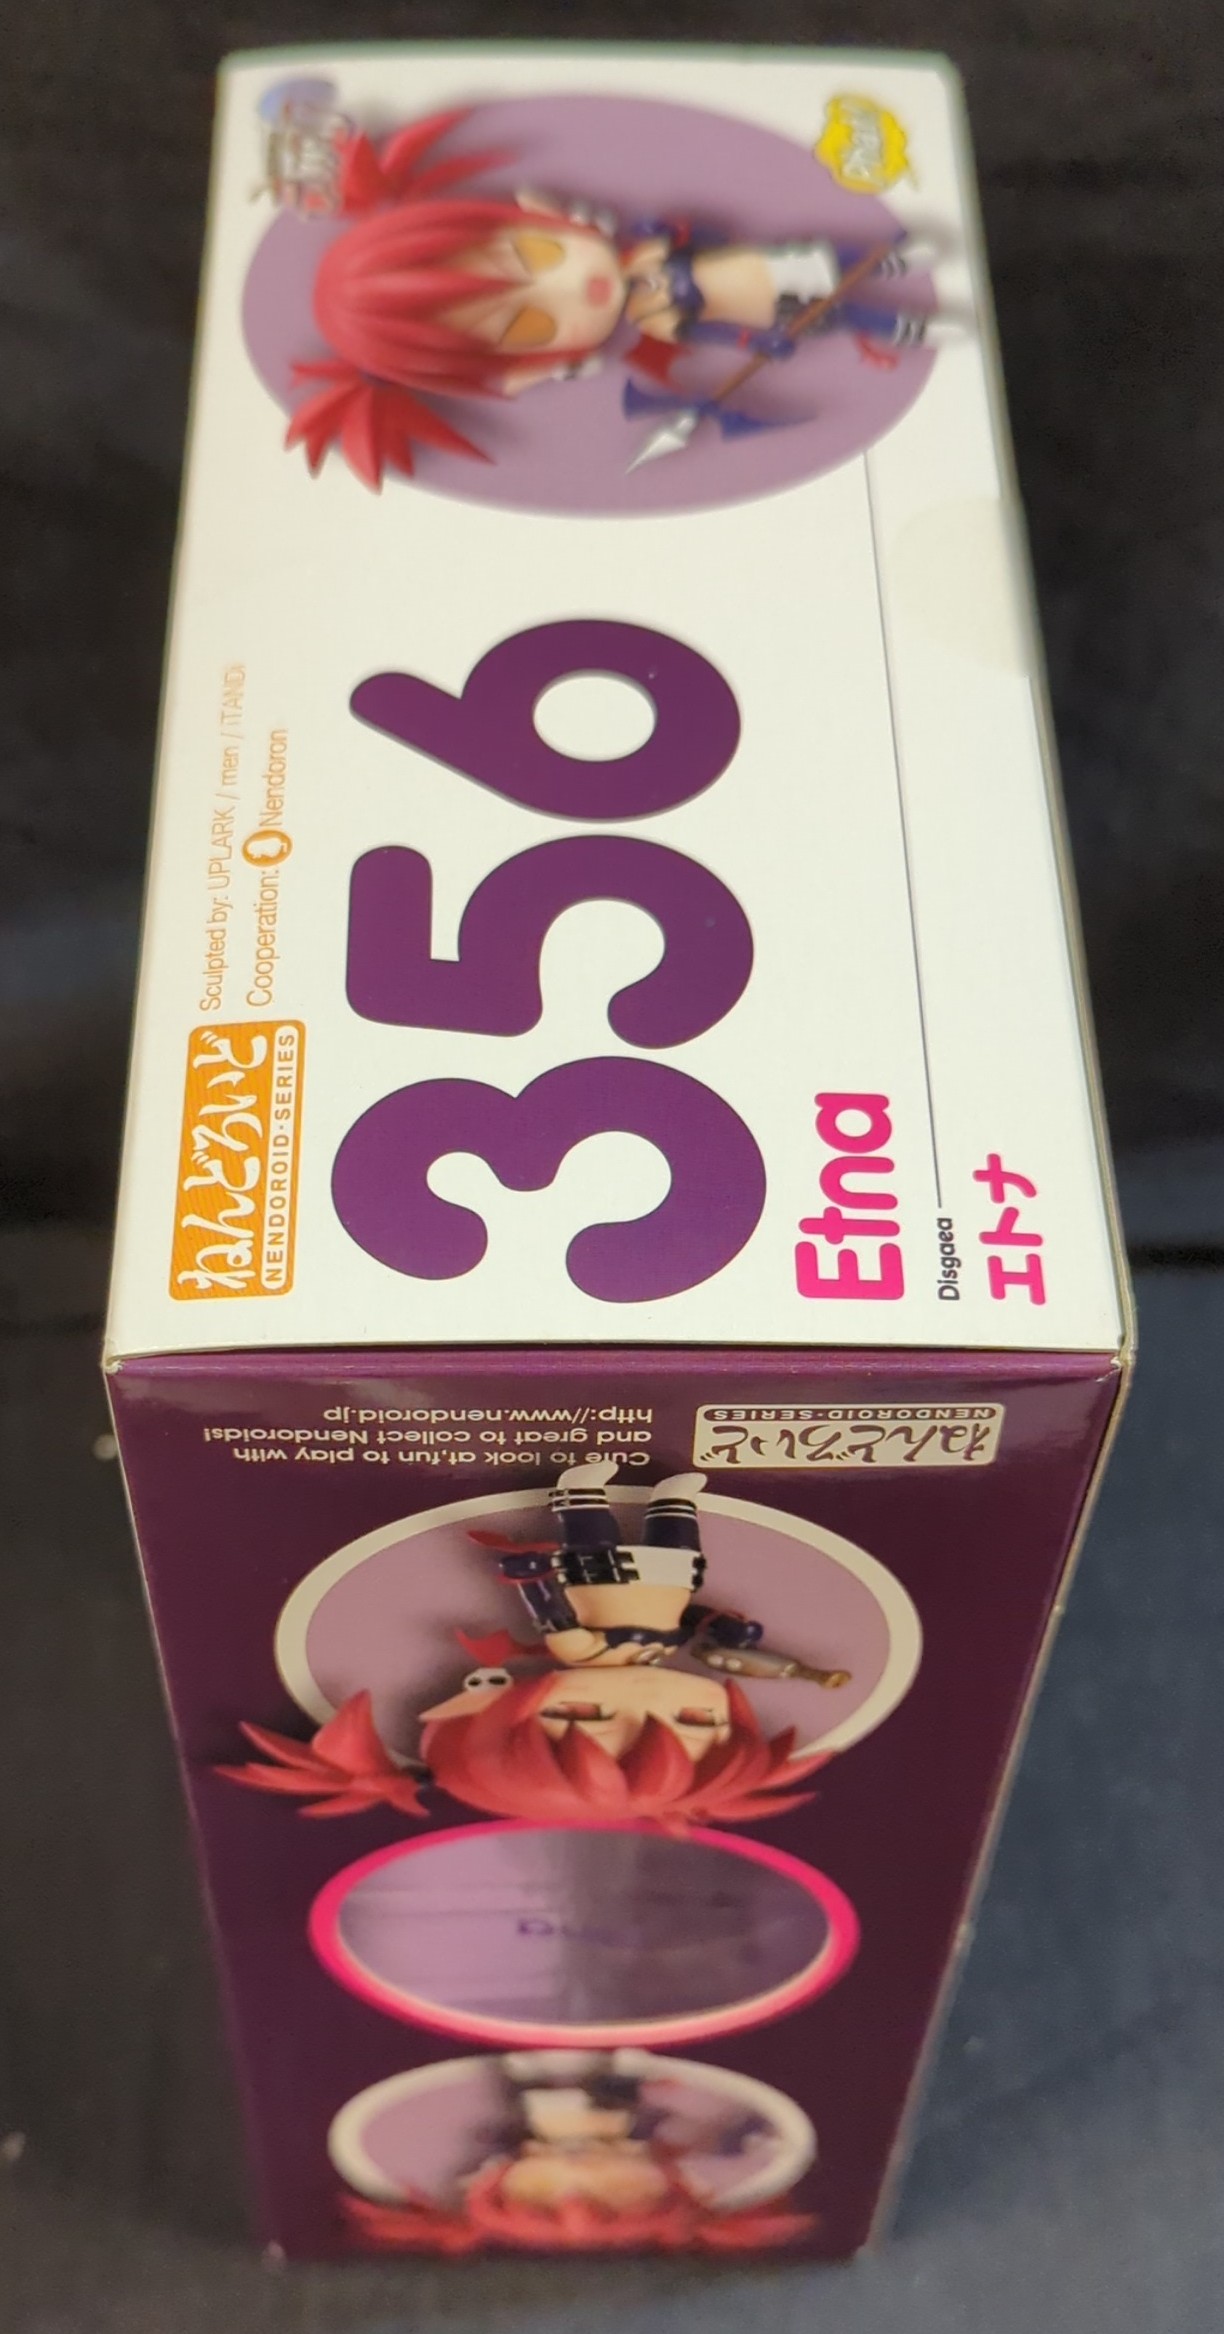 ねんどろいど
NENDOROID·SERIES
Sculpted by: UPLARK / men / iTANDi
Cooperation: Nendoron
356
Etna
Disgaea
エトナ
Phat!
ねんどろいど
NENDOROID·SERIES
Cute to look at,fun to play with
and great to collect Nendoroids!
http://www.nendoroid.jp